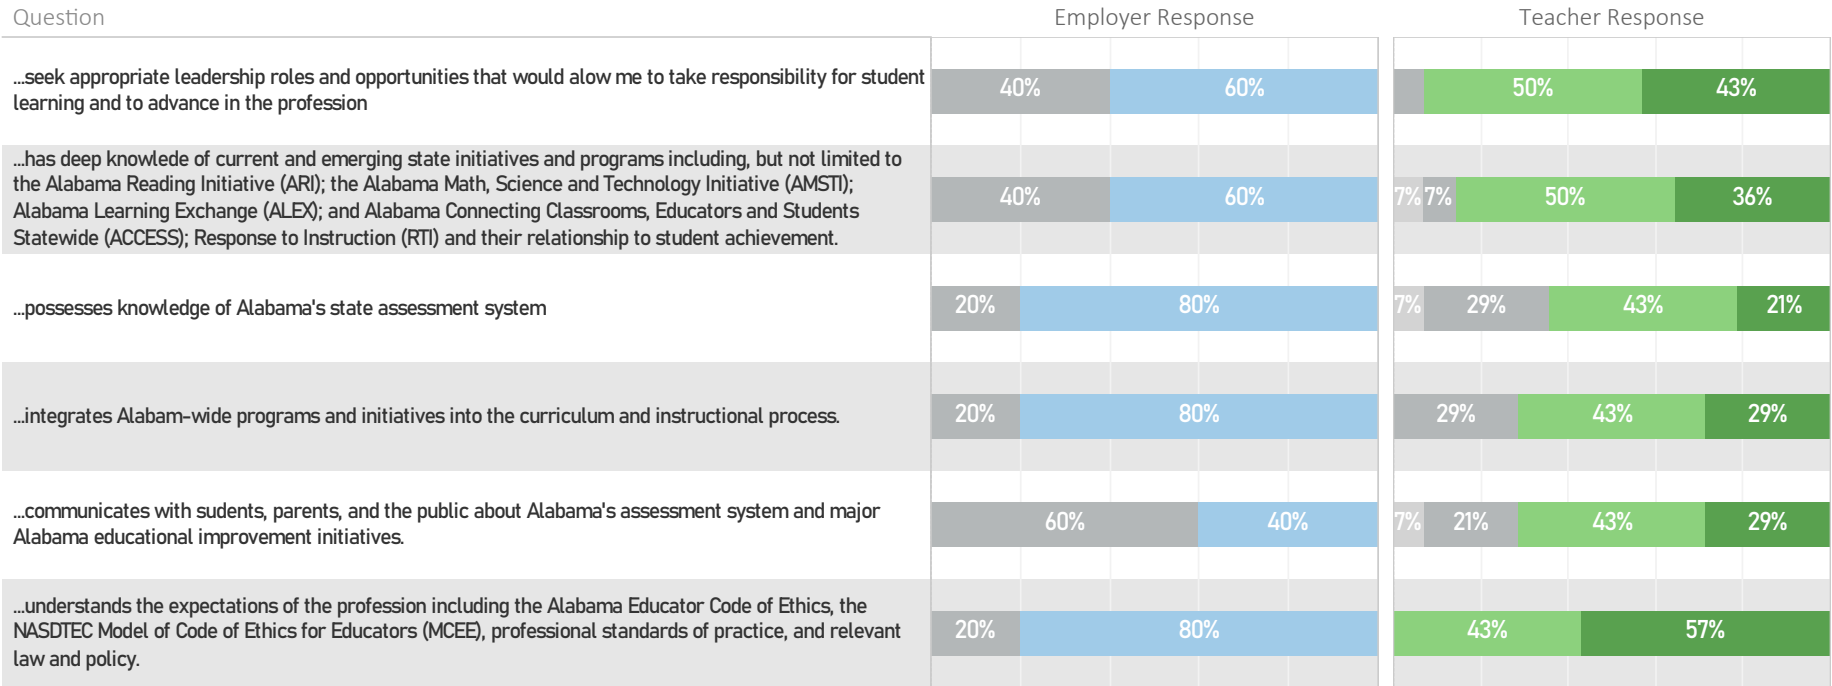 Question Employer Response Teacher Response
...seek appropriate leadership roles and opportunities that would alow me to take responsibility for student
learning and to advance in the profession
40% 60% 50% 43%
...has deep knowlede of current and emerging state initiatives and programs including, but not limited to
the Alabama Reading Initiative (ARI); the Alabama Math, Science and Technology Initiative (AMSTI);
Alabama Learning Exchange (ALEX); and Alabama Connecting Classrooms, Educators and Students
Statewide (ACCESS); Response to Instruction (RTI) and their relationship to student achievement.
40% 60% 7% 7% 50% 36%
...possesses knowledge of Alabama's state assessment system
20% 80% 7% 29% 43% 21%
...integrates Alabam-wide programs and initiatives into the curriculum and instructional process.
20% 80% 29% 43% 29%
...communicates with sudents, parents, and the public about Alabama's assessment system and major
Alabama educational improvement initiatives.
60% 40% 7% 21% 43% 29%
...understands the expectations of the profession including the Alabama Educator Code of Ethics, the
NASDTEC Model of Code of Ethics for Educators (MCEE), professional standards of practice, and relevant
law and policy.
20% 80% 43% 57%